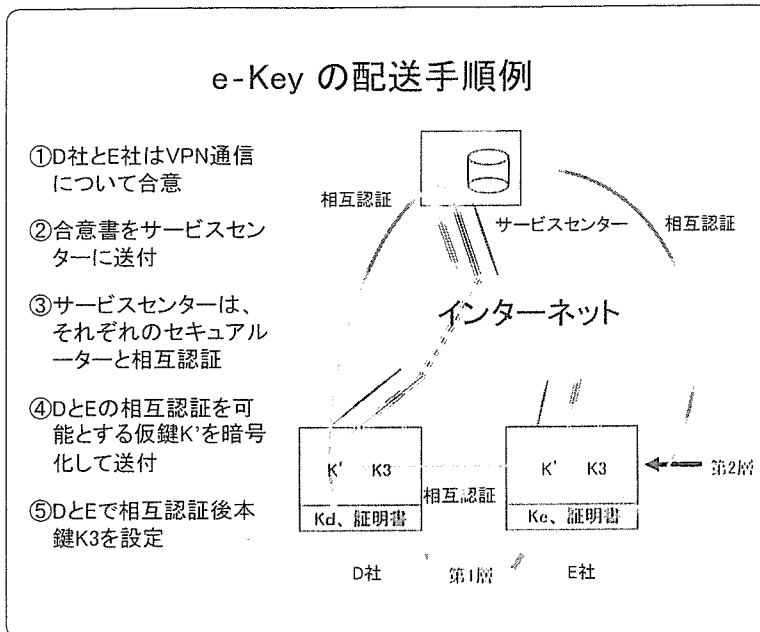 e-Key の配送手順例
①D社とE社はVPN通信
について合意
②合意書をサービスセン
ターに送付
③サービスセンターは、
それぞれのセキュアル
ーターと相互認証
④DとEの相互認証を可
能とする仮鍵K'を暗号
化して送付
⑤DとEで相互認証後本
鍵K3を設定
相互認証
サービスセンター
相互認証
インターネット
K' K3
K' K3
第2層
相互認証
Kd、証明書
Ke、証明書
D社
第1層
E社